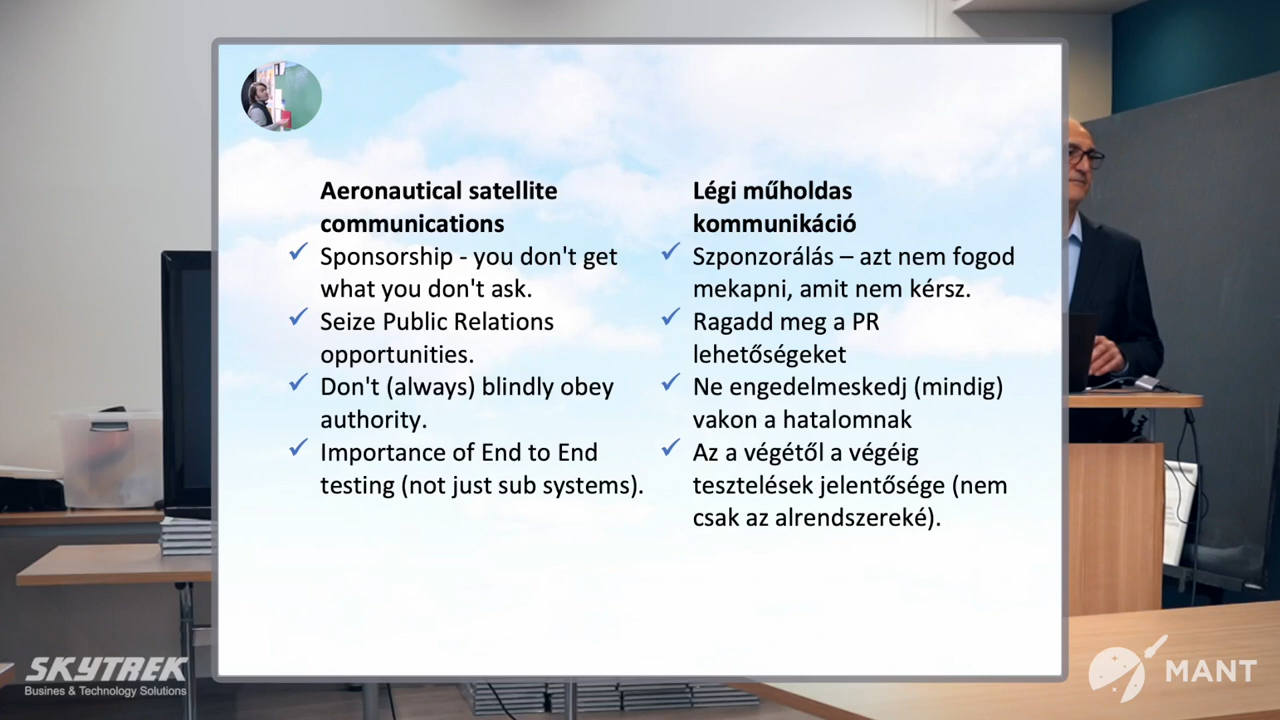 Aeronautical satellite
communications
✓ Sponsorship - you don't get
what you don't ask.
✓ Seize Public Relations
opportunities.
✓ Don't (always) blindly obey
authority.
✓ Importance of End to End
testing (not just sub systems).
Légi műholdas
kommunikáció
✓ Szponzorálás – azt nem fogod
mekapni, amit nem kérsz.
✓ Ragadd meg a PR
lehetőségeket
✓ Ne engedelmeskedj (mindig)
vakon a hatalomnak
✓ Az a végétől a végéig
tesztelések jelentősége (nem
csak az alrendszereké).
SKYTREK
Busines & Technology Solutions
MANT